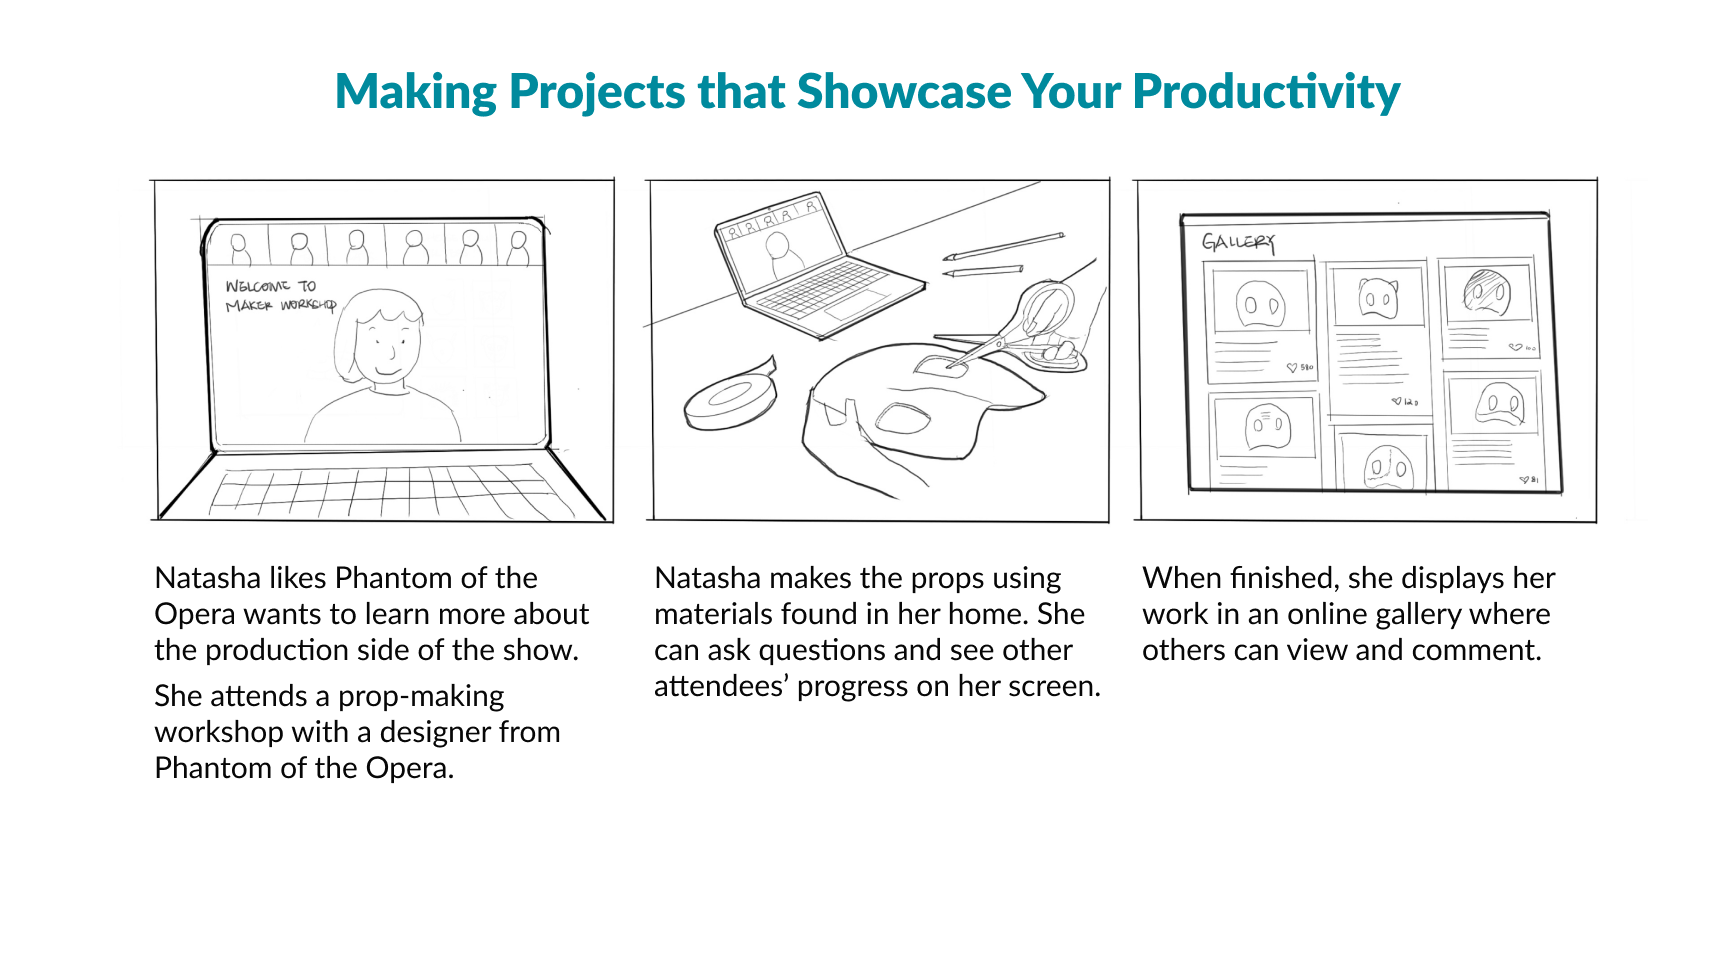 Making Projects that Showcase Your Productivity
WELCOME TO
MAKER WORKSHOP
GALLERY
580
120
100
81
Natasha likes Phantom of the
Opera wants to learn more about
the production side of the show.
She attends a prop-making
workshop with a designer from
Phantom of the Opera.
Natasha makes the props using
materials found in her home. She
can ask questions and see other
attendees’ progress on her screen.
When finished, she displays her
work in an online gallery where
others can view and comment.